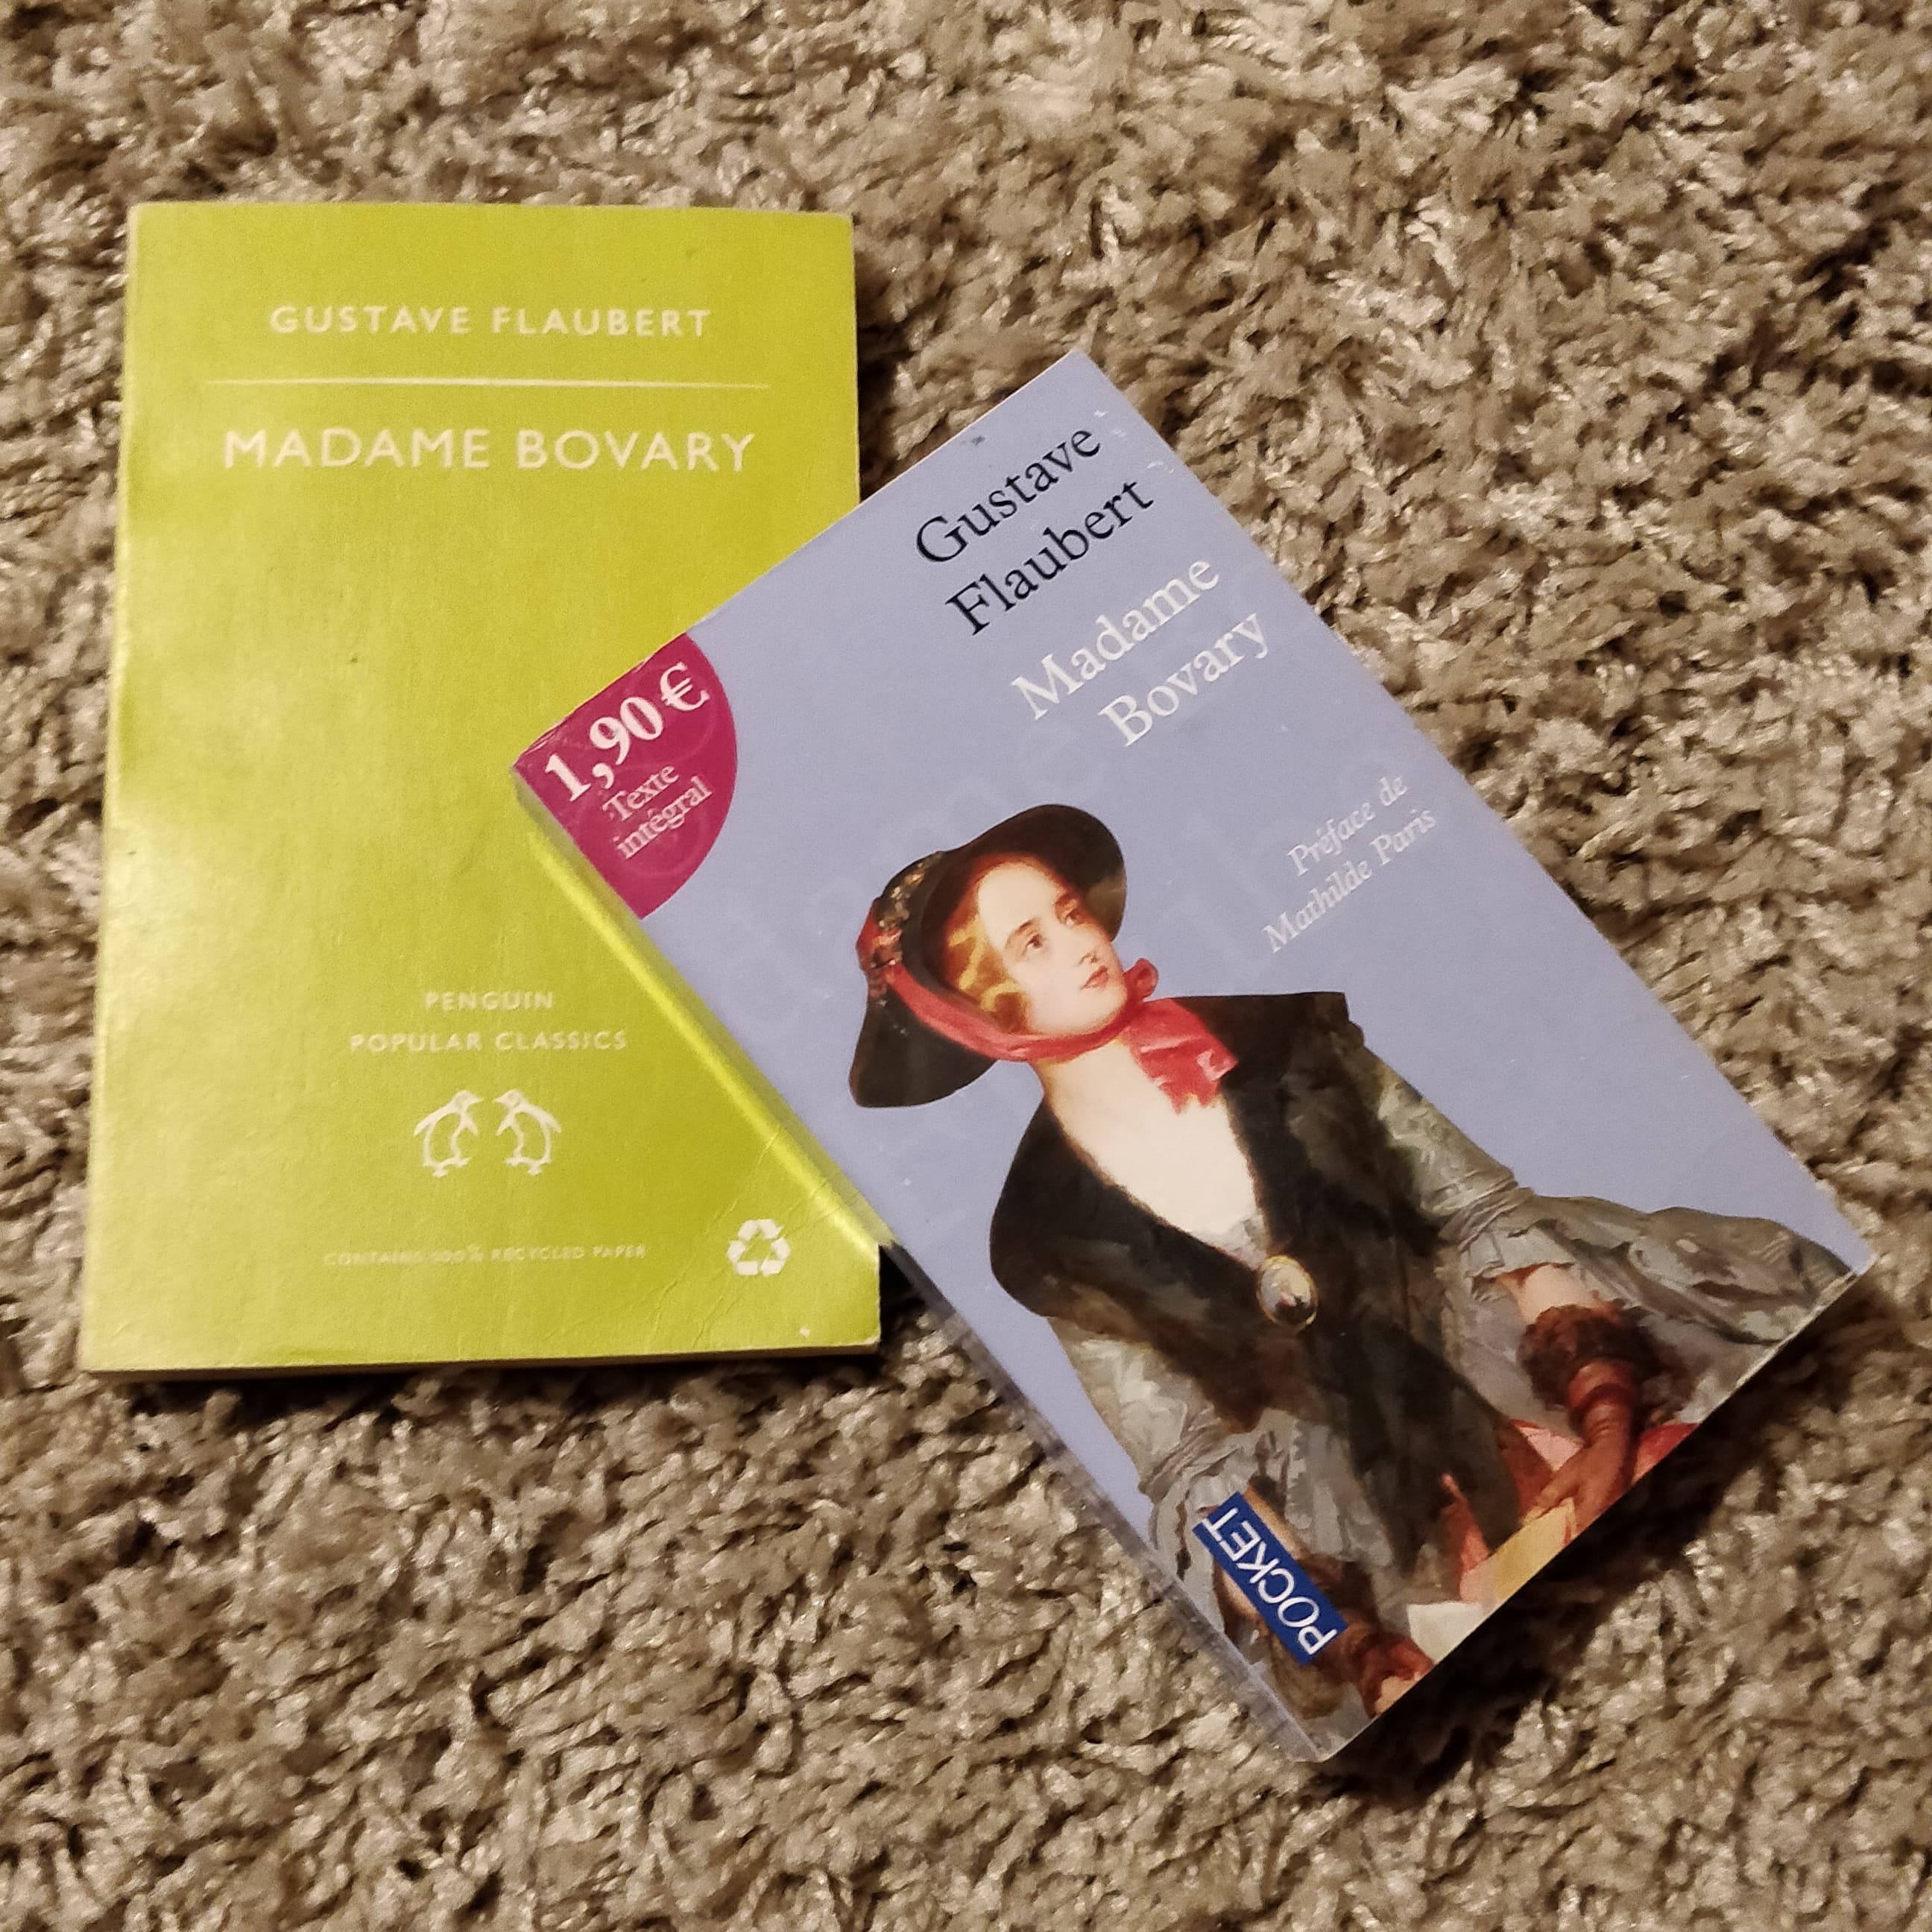 GUSTAVE FLAUBERT
MADAME BOVARY
PENGUIN
POPULAR CLASSICS
CONTAINS 100% RECYCLED PAPER
Gustave
Flaubert
Madame
Bovary
1,90 €
Texte
intégral
Préface de
Mathilde Paris
POCKET